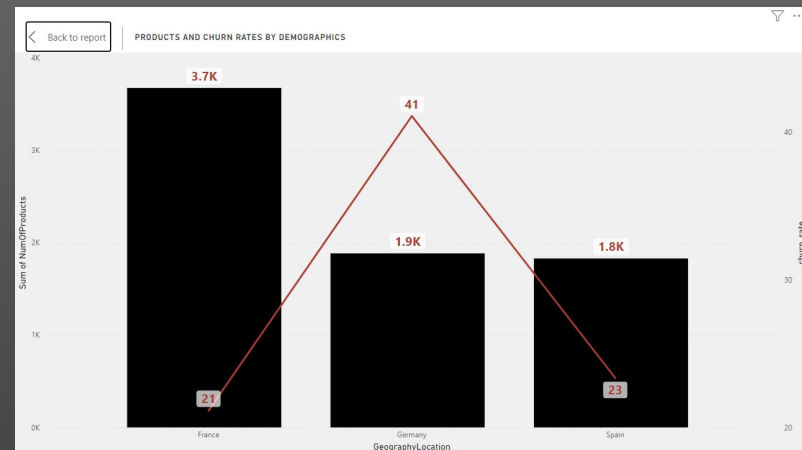 Back to report
PRODUCTS AND CHURN RATES BY DEMOGRAPHICS
4K
3.7K
41
40
3K
Sum of NumOfProducts
2K
1.9K
1.8K
churn_rate
30
1K
21
23
0K
20
France
Germany
Spain
GeographyLocation